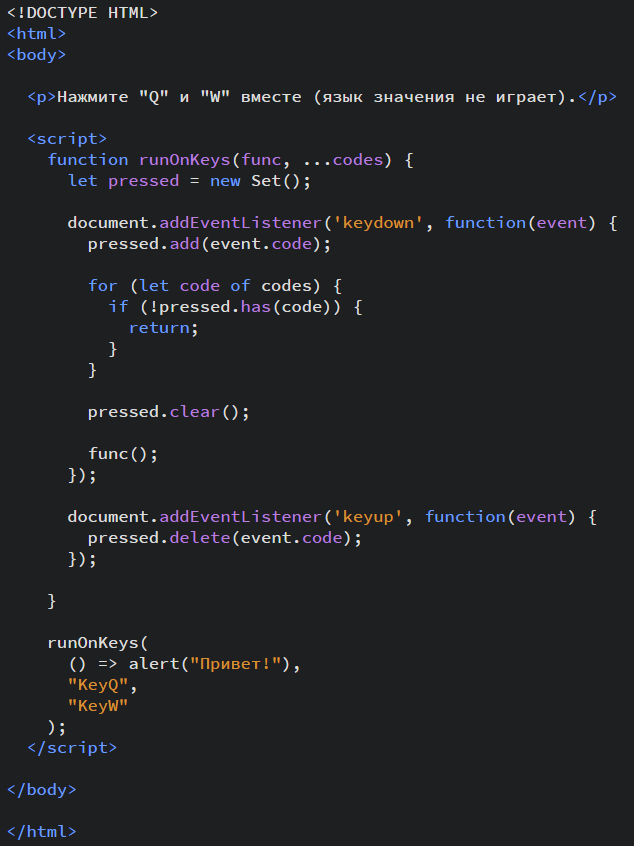 <!DOCTYPE HTML>
<html>
<body>
<p>Нажмите "Q" и "W" вместе (язык значения не играет).</p>
<script>
function runOnKeys(func, ...codes) {
let pressed = new Set();
document.addEventListener('keydown', function(event) {
pressed.add(event.code);
for (let code of codes) {
if (!pressed.has(code)) {
return;
}
}
pressed.clear();
func();
});
document.addEventListener('keyup', function(event) {
pressed.delete(event.code);
});
}
runOnKeys(
() => alert("Привет!"),
"KeyQ",
"KeyW"
);
</script>
</body>
</html>